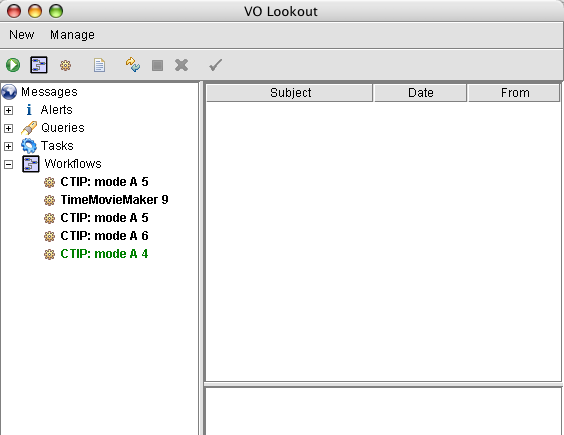 VO Lookout
New Manage
Messages
Alerts
Queries
Tasks
Workflows
CTIP: mode A 5
TimeMovieMaker 9
CTIP: mode A 5
CTIP: mode A 6
CTIP: mode A 4
Subject Date From